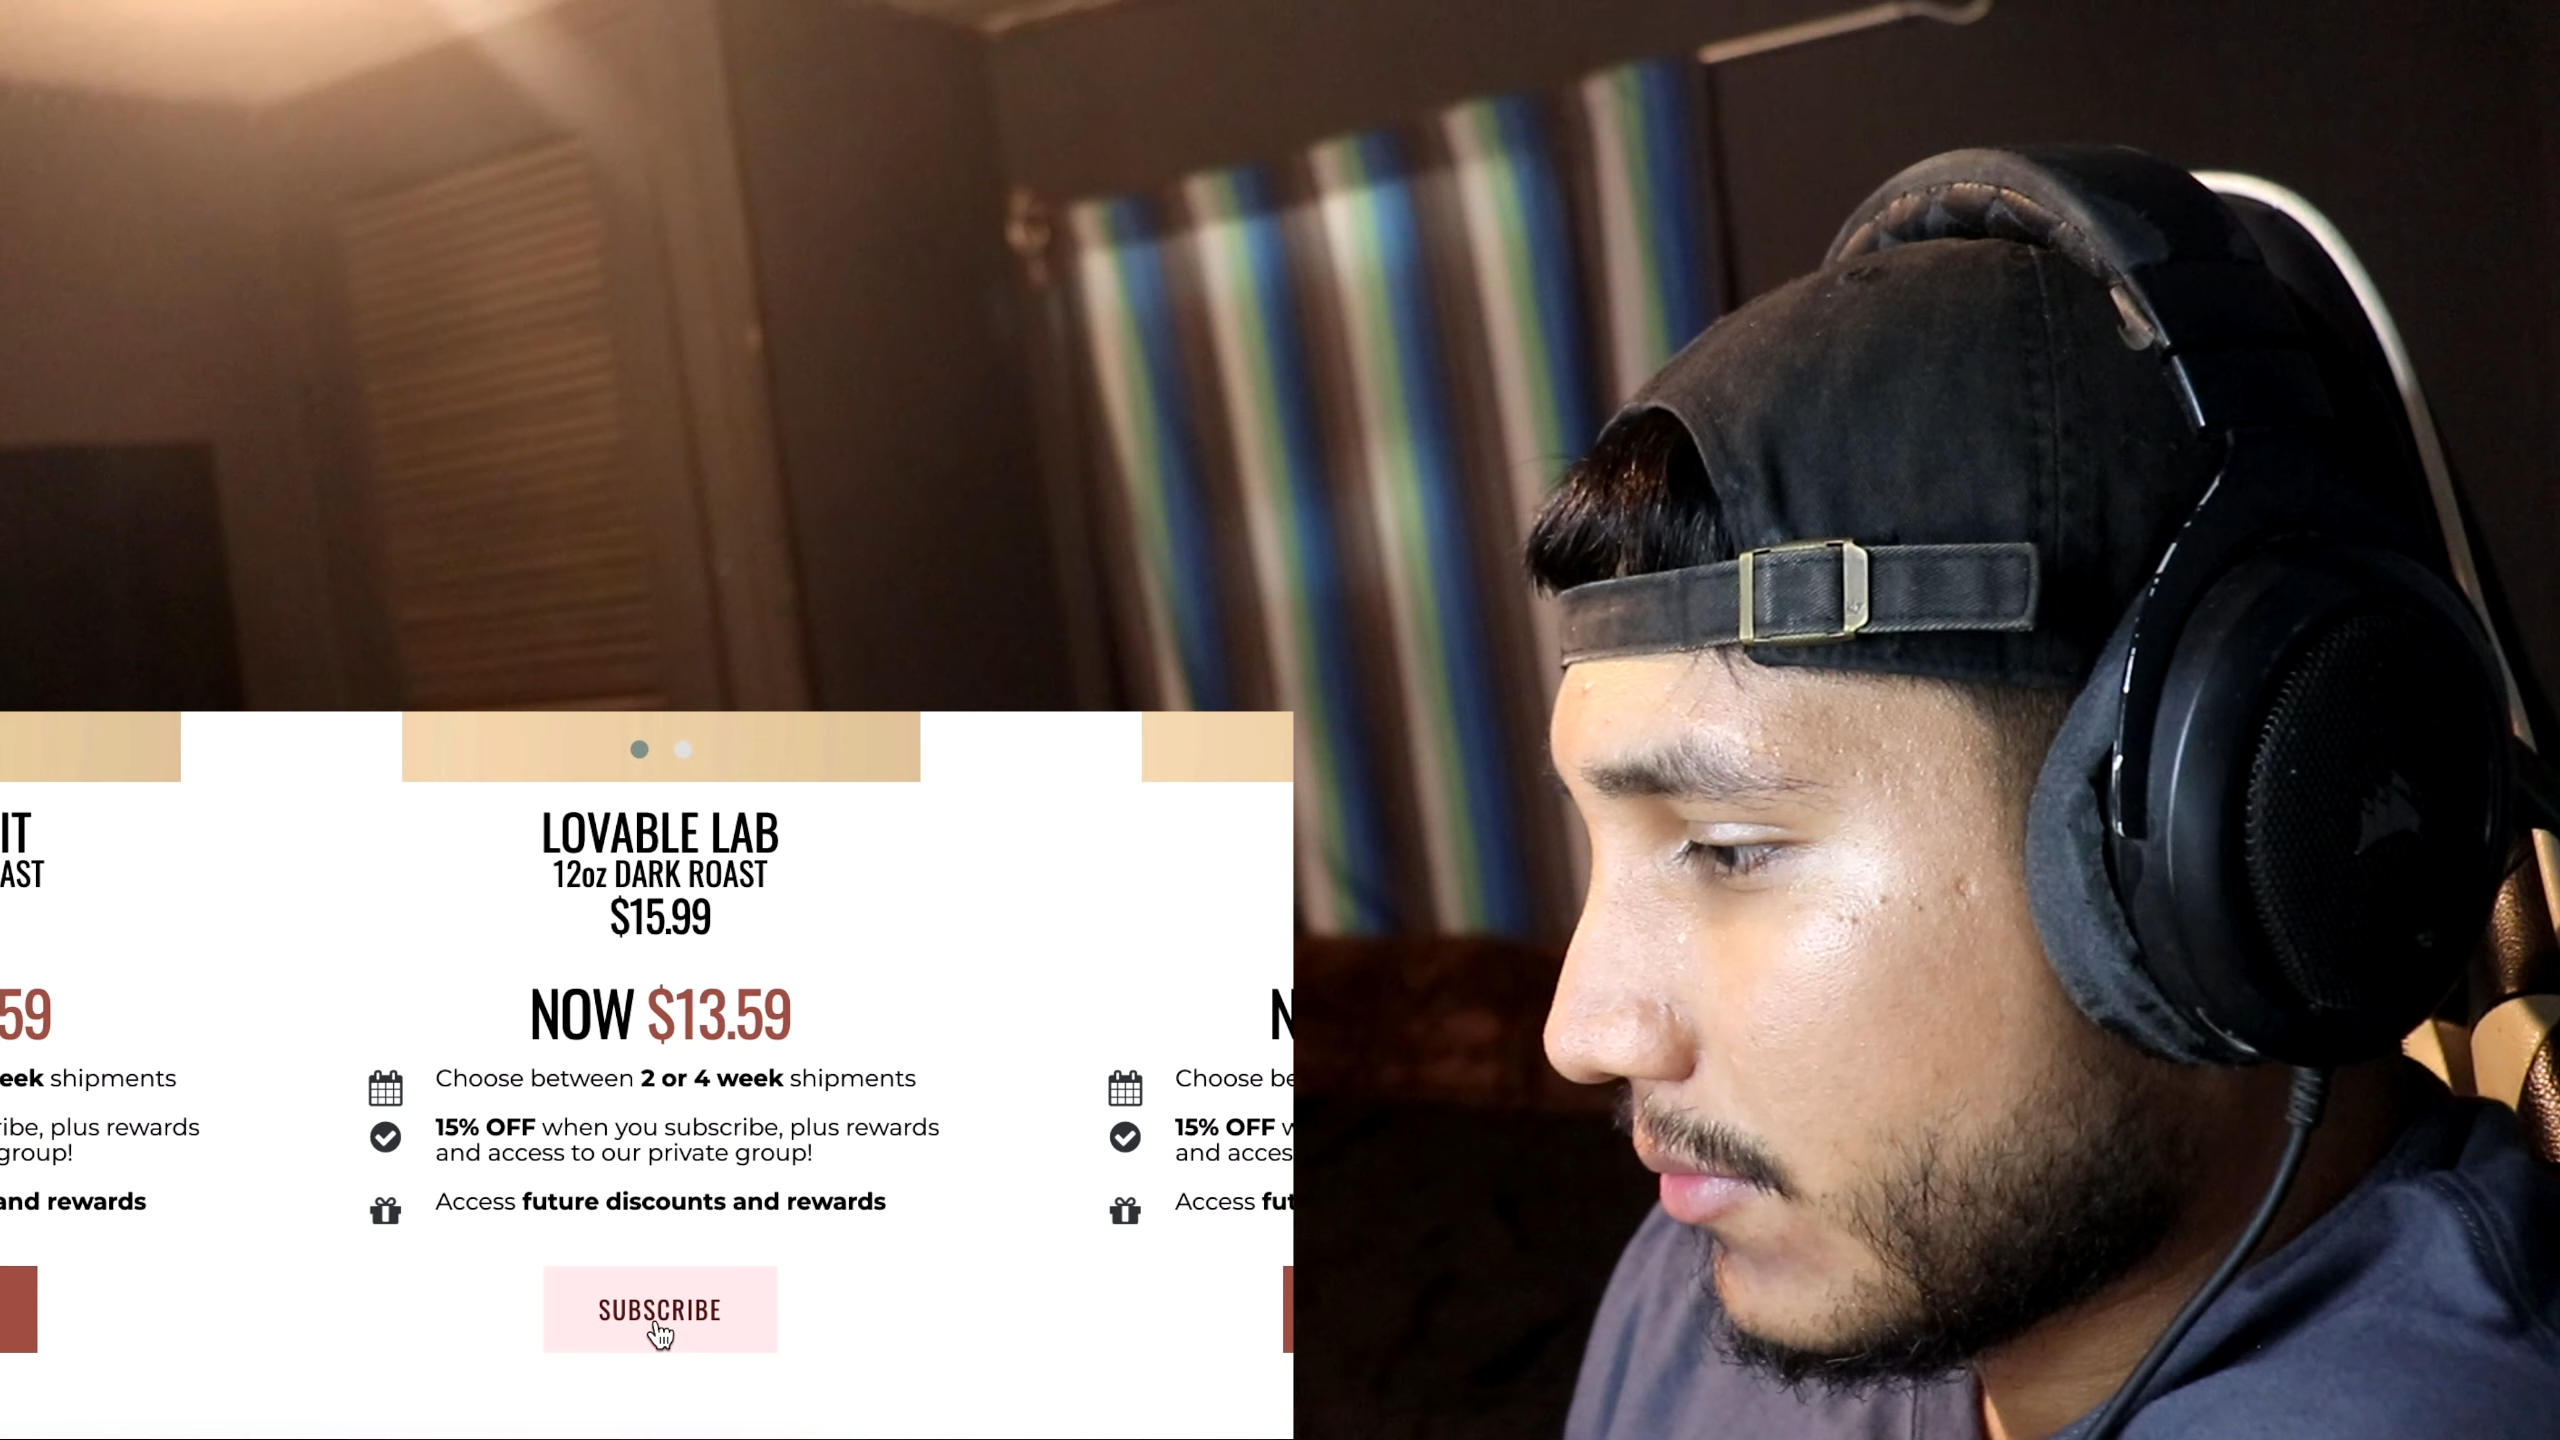 IT
AST
59
eek shipments
ribe, plus rewards
group!
and rewards
LOVABLE LAB
12oz DARK ROAST
$15.99
NOW $13.59
Choose between 2 or 4 week shipments
15% OFF when you subscribe, plus rewards
and access to our private group!
Access future discounts and rewards
SUBSCRIBE
N
Choose be
15% OFF w
and acces
Access fut